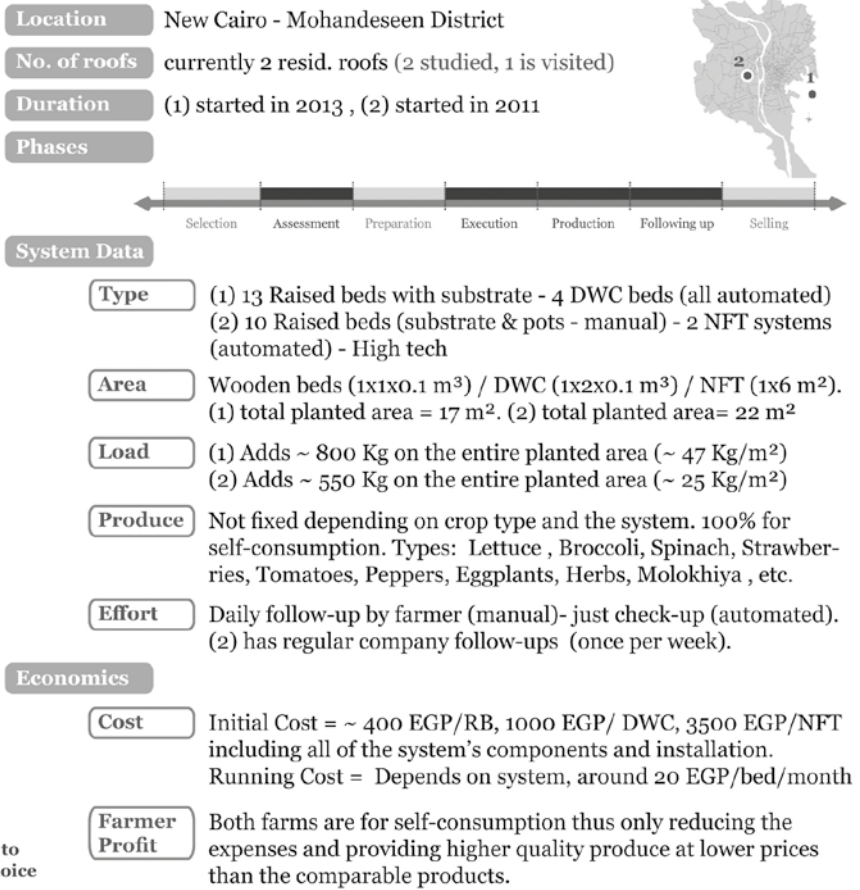 Location New Cairo - Mohandeseen District
No. of roofs currently 2 resid. roofs (2 studied, 1 is visited)
Duration (1) started in 2013 , (2) started in 2011
Phases
2
1
Selection Assessment Preparation Execution Production Following up Selling
System Data
Type (1) 13 Raised beds with substrate - 4 DWC beds (all automated)
(2) 10 Raised beds (substrate & pots - manual) - 2 NFT systems
(automated) - High tech
Area Wooden beds (1x1x0.1 m³) / DWC (1x2x0.1 m³) / NFT (1x6 m²).
(1) total planted area = 17 m². (2) total planted area= 22 m²
Load (1) Adds ~ 800 Kg on the entire planted area (~ 47 Kg/m²)
(2) Adds ~ 550 Kg on the entire planted area (~ 25 Kg/m²)
Produce Not fixed depending on crop type and the system. 100% for
self-consumption. Types: Lettuce , Broccoli, Spinach, Strawber-
ries, Tomatoes, Peppers, Eggplants, Herbs, Molokhiya , etc.
Effort Daily follow-up by farmer (manual)- just check-up (automated).
(2) has regular company follow-ups (once per week).
Economics
Cost Initial Cost = ~ 400 EGP/RB, 1000 EGP/ DWC, 3500 EGP/NFT
including all of the system's components and installation.
Running Cost = Depends on system, around 20 EGP/bed/month
Farmer Profit Both farms are for self-consumption thus only reducing the
expenses and providing higher quality produce at lower prices
than the comparable products.
to
oice